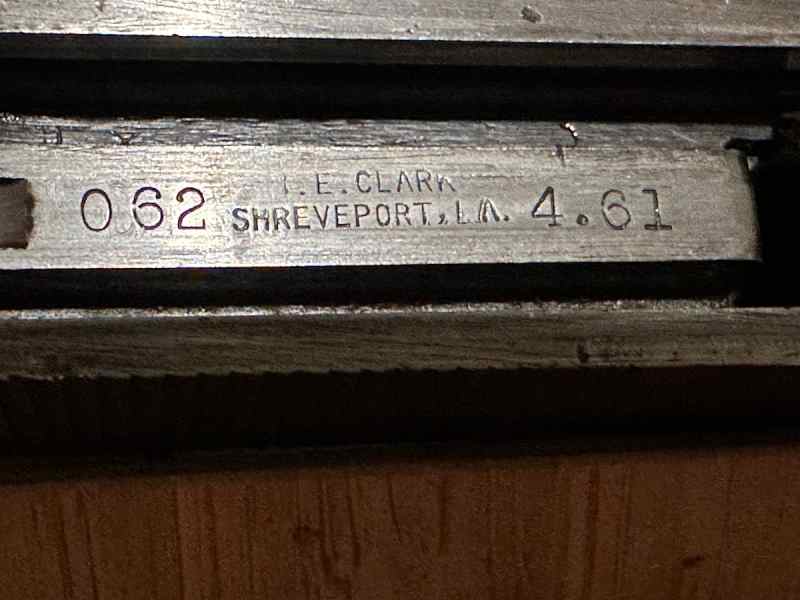 . E. CLARK
062 SHREVEPORT, LA. 4.61